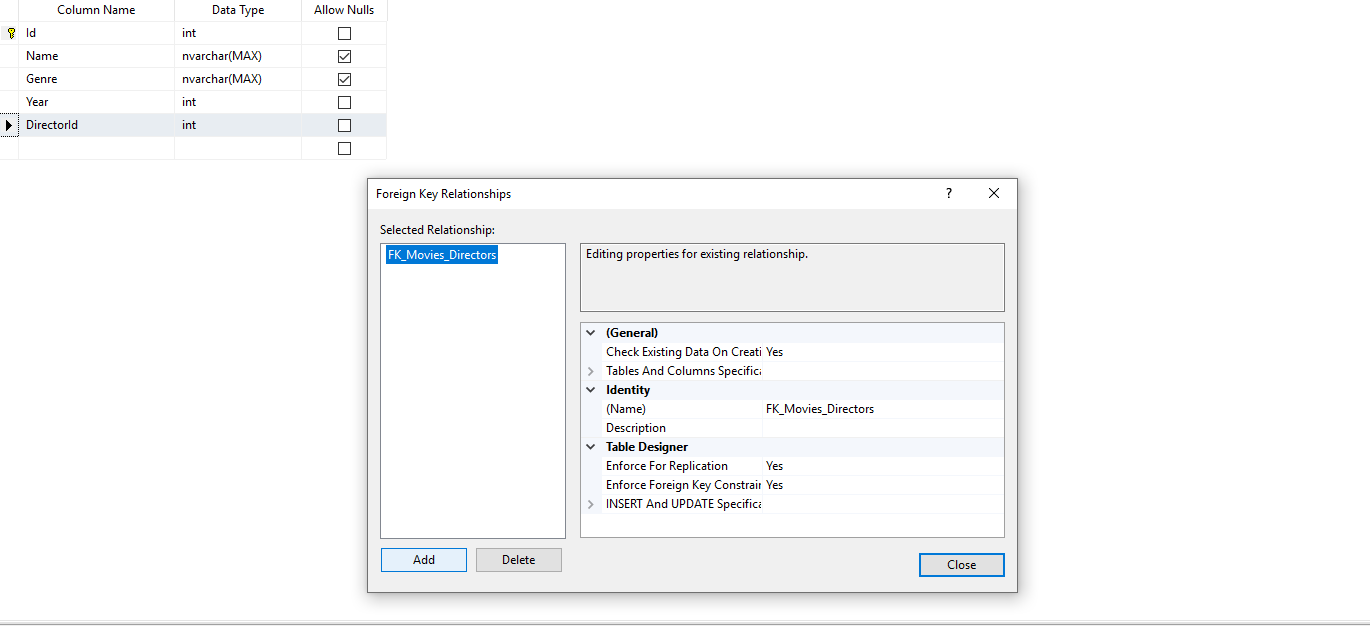 Column Name Data Type Allow Nulls
Id int
Name nvarchar(MAX)
Genre nvarchar(MAX)
Year int
DirectorId int
Foreign Key Relationships ?
Selected Relationship:
FK_Movies_Directors
Editing properties for existing relationship.
(General)
Check Existing Data On Creati Yes
Tables And Columns Specifica
Identity
(Name) FK_Movies_Directors
Description
Table Designer
Enforce For Replication Yes
Enforce Foreign Key Constrain Yes
INSERT And UPDATE Specifica
Add Delete
Close